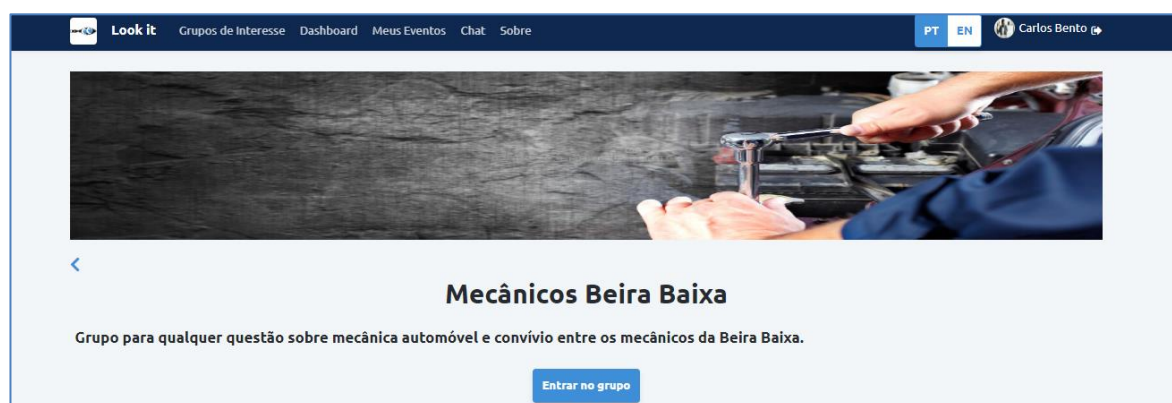 Look it Grupos de Interesse Dashboard Meus Eventos Chat Sobre PT EN Carlos Bento
Mecânicos Beira Baixa
Grupo para qualquer questão sobre mecânica automóvel e convívio entre os mecânicos da Beira Baixa.
Entrar no grupo